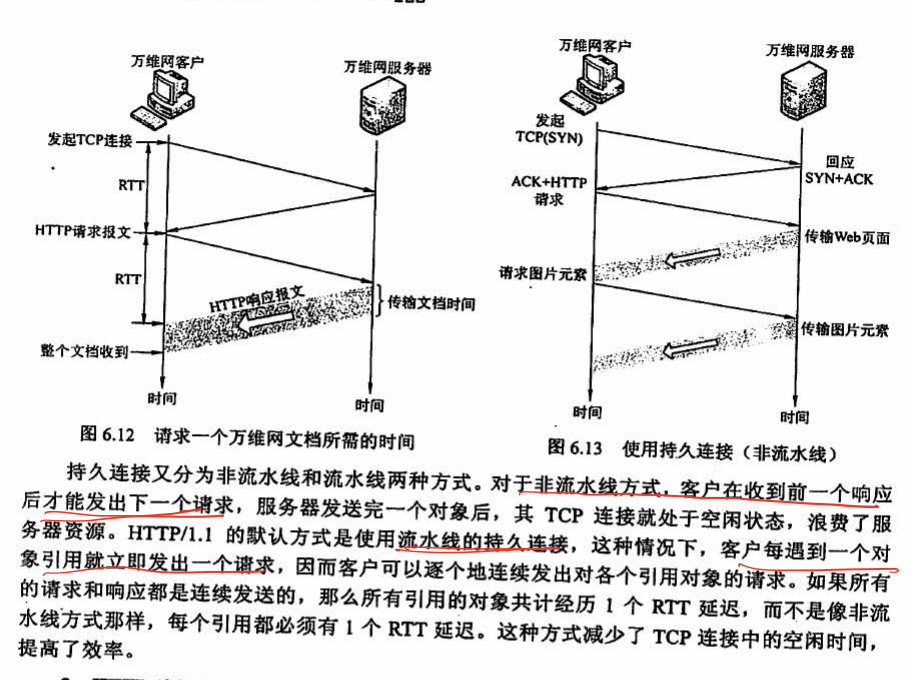 万维网客户
万维网服务器
发起TCP连接
RTT
HTTP请求报文
RTT
HTTP响应报文
传输文档时间
整个文档收到
时间
时间
图 6.12 请求一个万维网文档所需的时间
万维网客户
万维网服务器
发起
TCP(SYN)
回应
SYN+ACK
ACK+HTTP
请求
传输Web页面
请求图片元素
传输图片元素
时间
时间
图 6.13 使用持久连接（非流水线）
持久连接又分为非流水线和流水线两种方式。对于非流水线方式，客户在收到前一个响应
后才能发出下一个请求，服务器发送完一个对象后，其 TCP 连接就处于空闲状态，浪费了服
务器资源。HTTP/1.1 的默认方式是使用流水线的持久连接，这种情况下，客户每遇到一个对
象引用就立即发出一个请求，因而客户可以逐个地连续发出对各个引用对象的请求。如果所有
的请求和响应都是连续发送的，那么所有引用的对象共计经历 1 个 RTT 延迟，而不是像非流
水线方式那样，每个引用都必须有 1 个 RTT 延迟。这种方式减少了 TCP 连接中的空闲时间，
提高了效率。